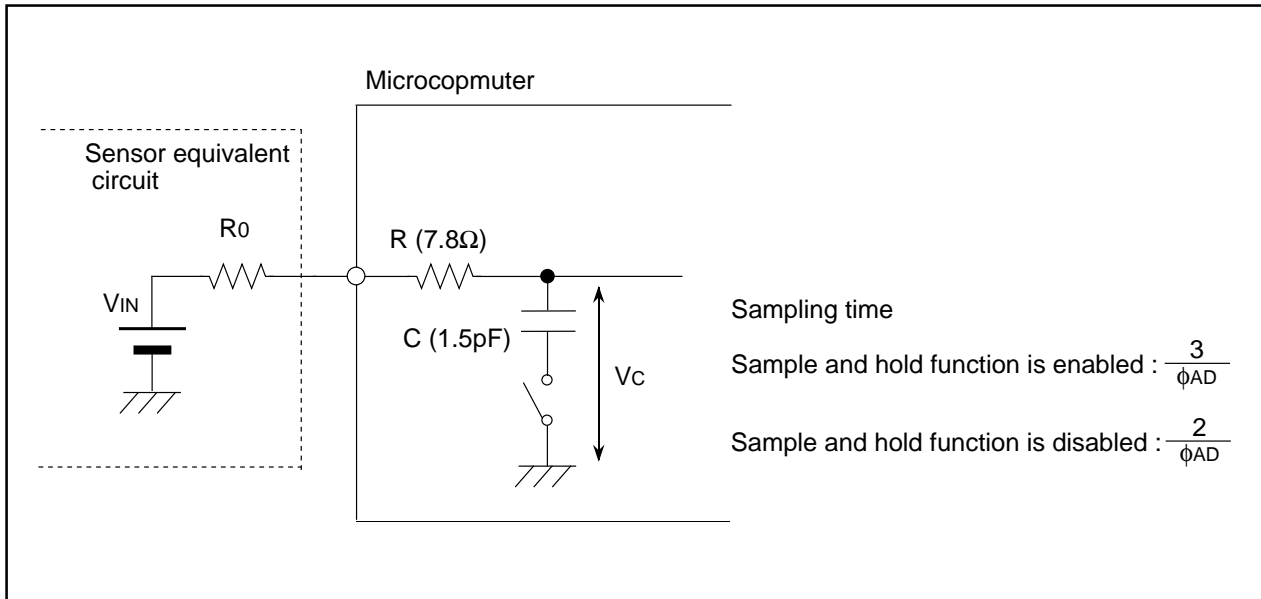 Microcopmuter
Sensor equivalent
circuit
R0
R (7.8Ω)
VIN
C (1.5pF)
VC
Sampling time
Sample and hold function is enabled : 3/ϕAD
Sample and hold function is disabled : 2/ϕAD